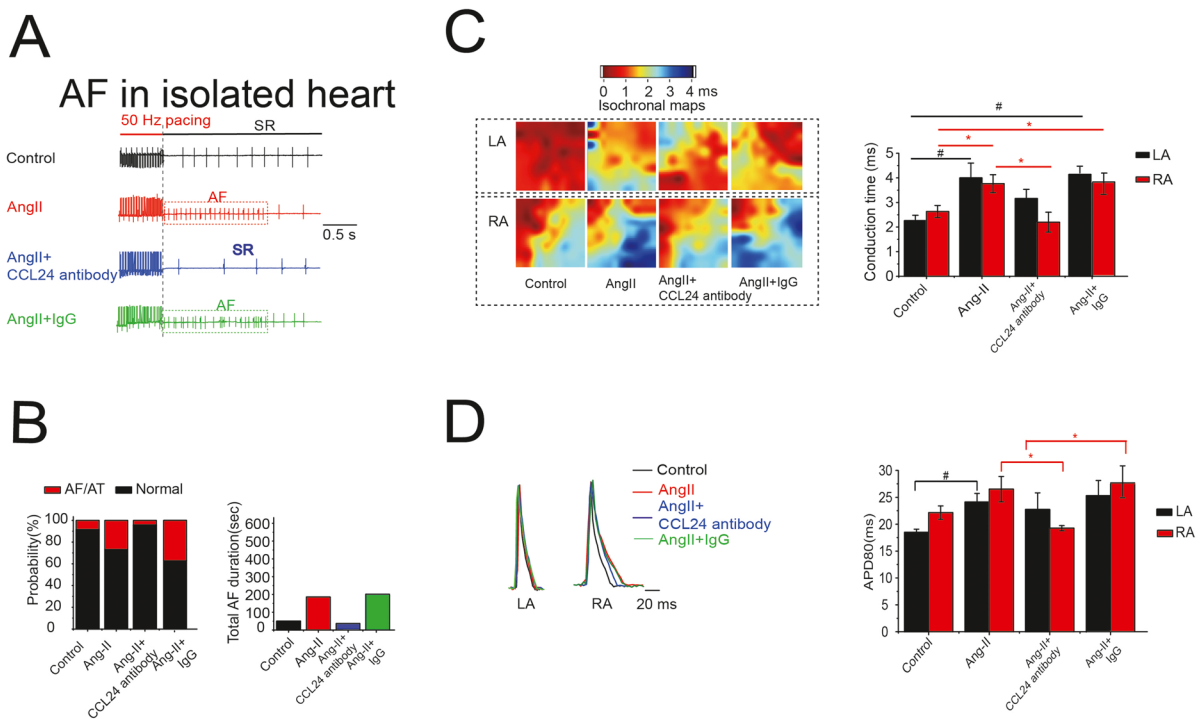 A
AF in isolated heart
50 Hz pacing
SR
Control
AngII
AF
0.5 s
AngII+
CCL24 antibody
SR
AngII+IgG
AF
B
AF/AT
Normal
Probability(%)
100
80
60
40
20
0
Control
Ang-II
Ang-II+
CCL24 antibody
Ang-II+
IgG
Total AF duration(sec)
600
500
400
300
200
100
0
Control
Ang-II
Ang-II+
CCL24 antibody
Ang-II+
IgG
C
0 1 2 3 4 ms
Isochronal maps
LA
RA
Control
AngII
AngII+
CCL24 antibody
AngII+IgG
Conduction time (ms)
5
4
3
2
1
0
#
*
*
#
*
LA
RA
Control
Ang-II
Ang-II+
CCL24 antibody
Ang-II+
IgG
D
Control
AngII
AngII+
CCL24 antibody
AngII+IgG
LA
RA
20 ms
APD80(ms)
30
25
20
15
10
5
0
#
*
*
LA
RA
Control
Ang-II
Ang-II+
CCL24 antibody
Ang-II+
IgG